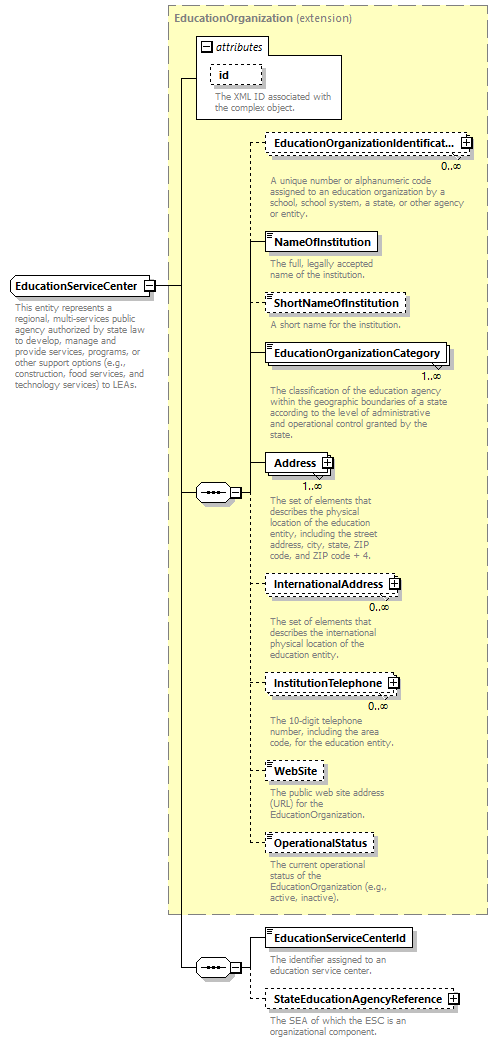 EducationOrganization (extension)
attributes
id
The XML ID associated with
the complex object.
EducationOrganizationIdentificat...
0..∞
A unique number or alphanumeric code
assigned to an education organization by a
school, school system, a state, or other agency
or entity.
NameOfInstitution
The full, legally accepted
name of the institution.
EducationServiceCenter
This entity represents a
regional, multi-services public
agency authorized by state law
to develop, manage and
provide services, programs, or
other support options (e.g.,
construction, food services, and
technology services) to LEAs.
ShortNameOfInstitution
A short name for the institution.
EducationOrganizationCategory
1..∞
The classification of the education agency
within the geographic boundaries of a state
according to the level of administrative
and operational control granted by the
state.
Address
1..∞
The set of elements that
describes the physical
location of the education
entity, including the street
address, city, state, ZIP
code, and ZIP code + 4.
InternationalAddress
0..∞
The set of elements that
describes the international
physical location of the
education entity.
InstitutionTelephone
0..∞
The 10-digit telephone
number, including the area
code, for the education entity.
WebSite
The public web site address
(URL) for the
EducationOrganization.
OperationalStatus
The current operational
status of the
EducationOrganization (e.g.,
active, inactive).
EducationServiceCenterId
The identifier assigned to an
education service center.
StateEducationAgencyReference
The SEA of which the ESC is an
organizational component.